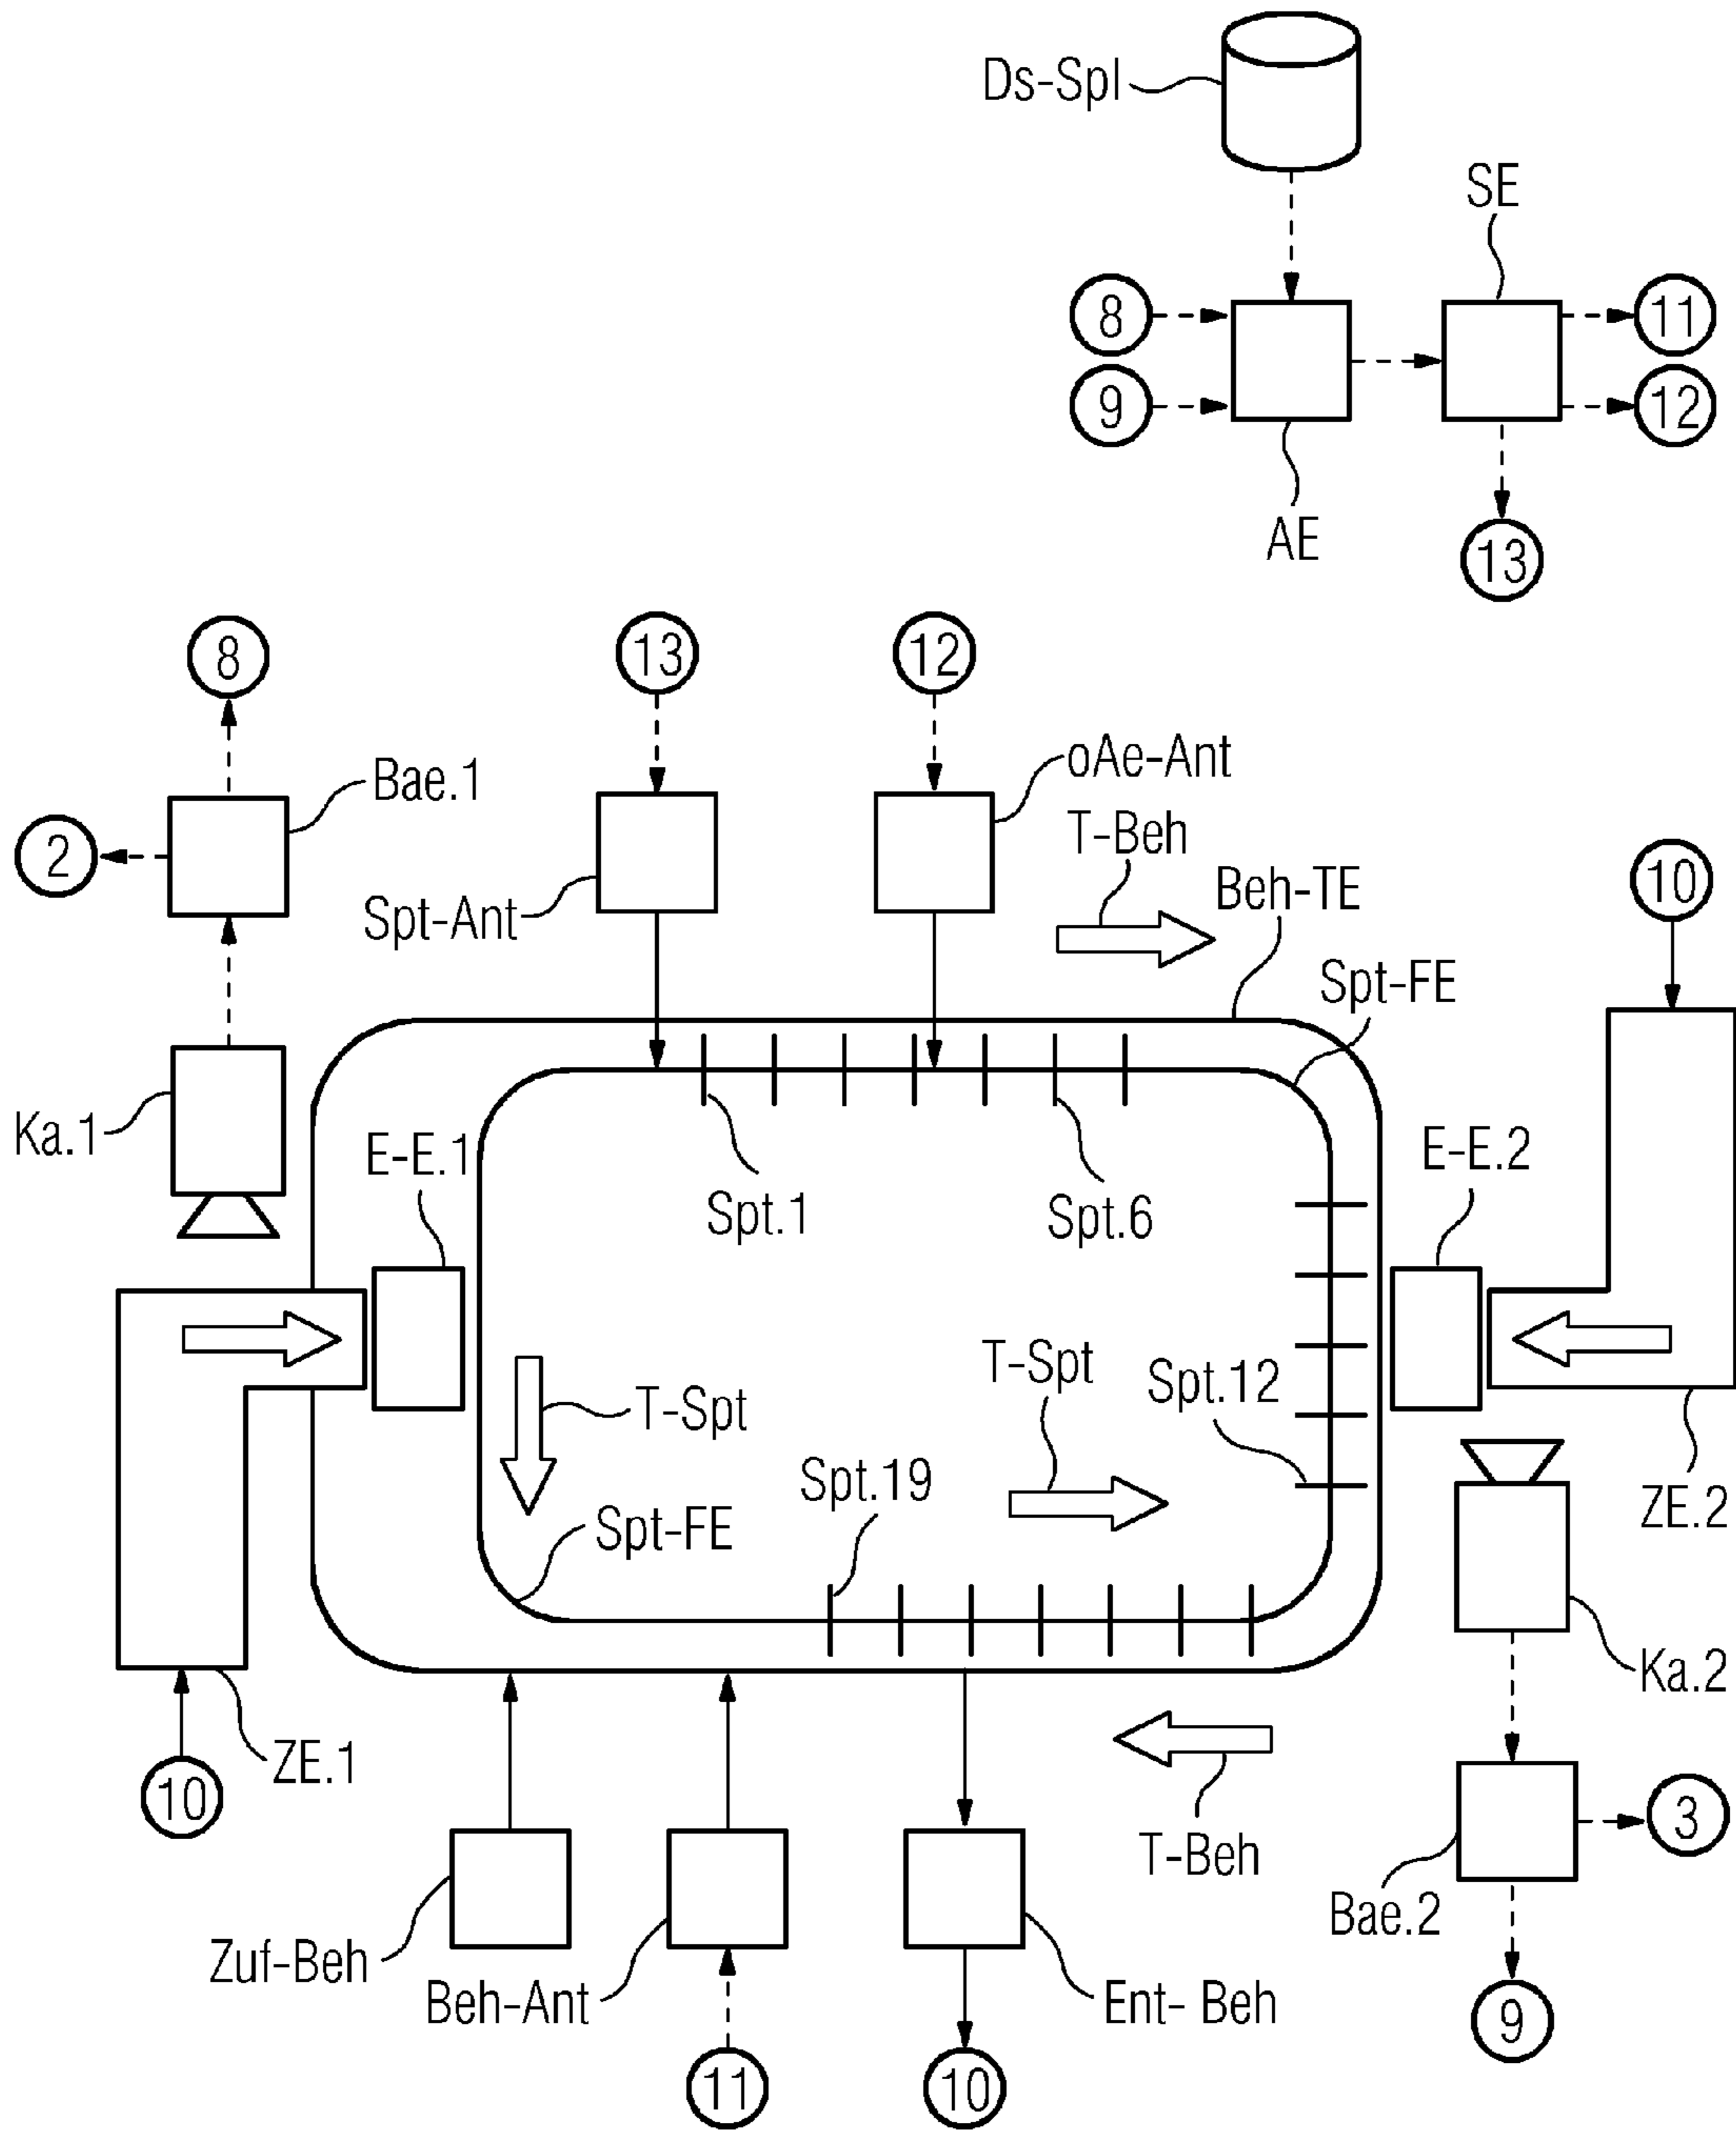 Ds-Spl
SE
8
11
9
12
AE
13
8
13
12
Bae.1
oAe-Ant
2
T-Beh
10
Spt-Ant
Beh-TE
Spt-FE
Ka.1
E-E.1
E-E.2
Spt.1
Spt.6
T-Spt
T-Spt
Spt.12
Spt.19
Spt-FE
ZE.2
Ka.2
ZE.1
10
3
T-Beh
Bae.2
Zuf-Beh
Beh-Ant
Ent- Beh
9
11
10